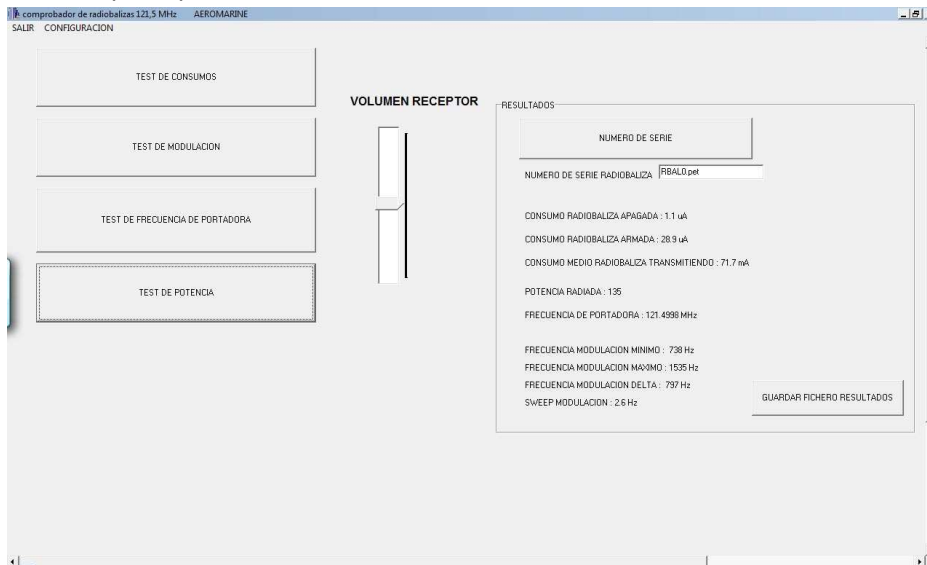 comprobador de radiobalizas 121,5 MHz AEROMARINE
SALIR CONFIGURACION
TEST DE CONSUMOS
TEST DE MODULACION
TEST DE FRECUENCIA DE PORTADORA
TEST DE POTENCIA
VOLUMEN RECEPTOR
RESULTADOS
NUMERO DE SERIE
NUMERO DE SERIE RADIOBALIZA RBAL0.pet
CONSUMO RADIOBALIZA APAGADA : 1.1 uA
CONSUMO RADIOBALIZA ARMADA : 28.9 uA
CONSUMO MEDIO RADIOBALIZA TRANSMITIENDO : 71.7 mA
POTENCIA RADIADA : 135
FRECUENCIA DE PORTADORA : 121.4998 MHz
FRECUENCIA MODULACION MINIMO : 738 Hz
FRECUENCIA MODULACION MAXIMO : 1535 Hz
FRECUENCIA MODULACION DELTA : 797 Hz
SWEEP MODULACION : 2.6 Hz
GUARDAR FICHERO RESULTADOS